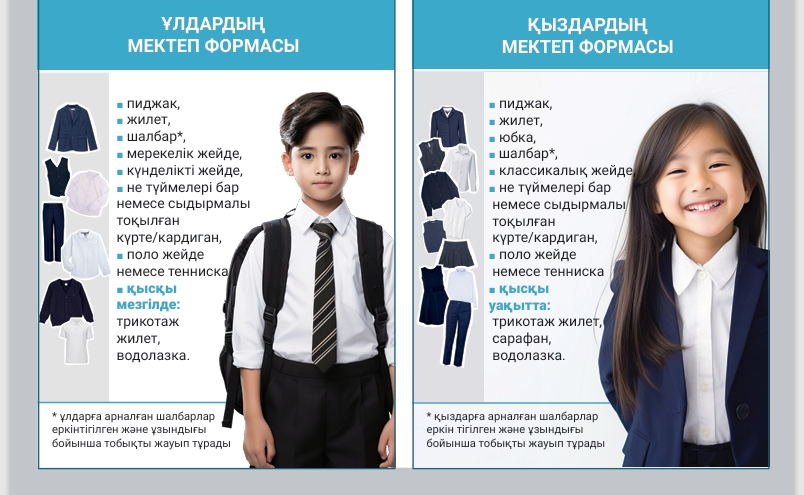 ҰЛДАРДЫҢ
МЕКТЕП ФОРМАСЫ
▪ пиджак,
▪ жилет,
▪ шалбар*,
▪ мерекелік жейде,
▪ күнделікті жейде,
▪ не түймелері бар
немесе сыдырмалы
тоқылған
күрте/кардиган,
▪ поло жейде
немесе тенниска
▪ қысқы
мезгілде:
трикотаж
жилет,
водолазка.
* ұлдарға арналған шалбарлар
еркінтігілген және ұзындығы
бойынша тобықты жауып тұрады
ҚЫЗДАРДЫҢ
МЕКТЕП ФОРМАСЫ
▪ пиджак,
▪ жилет,
▪ юбка,
▪ шалбар*,
▪ классикалық жейде,
▪ не түймелері бар
немесе сыдырмалы
тоқылған
күрте/кардиган,
▪ поло жейде
немесе тенниска
▪ қысқы
уақытта:
трикотаж жилет,
сарафан,
водолазка.
* қыздарға арналған шалбарлар
еркін тігілген және ұзындығы
бойынша тобықты жауып тұрады